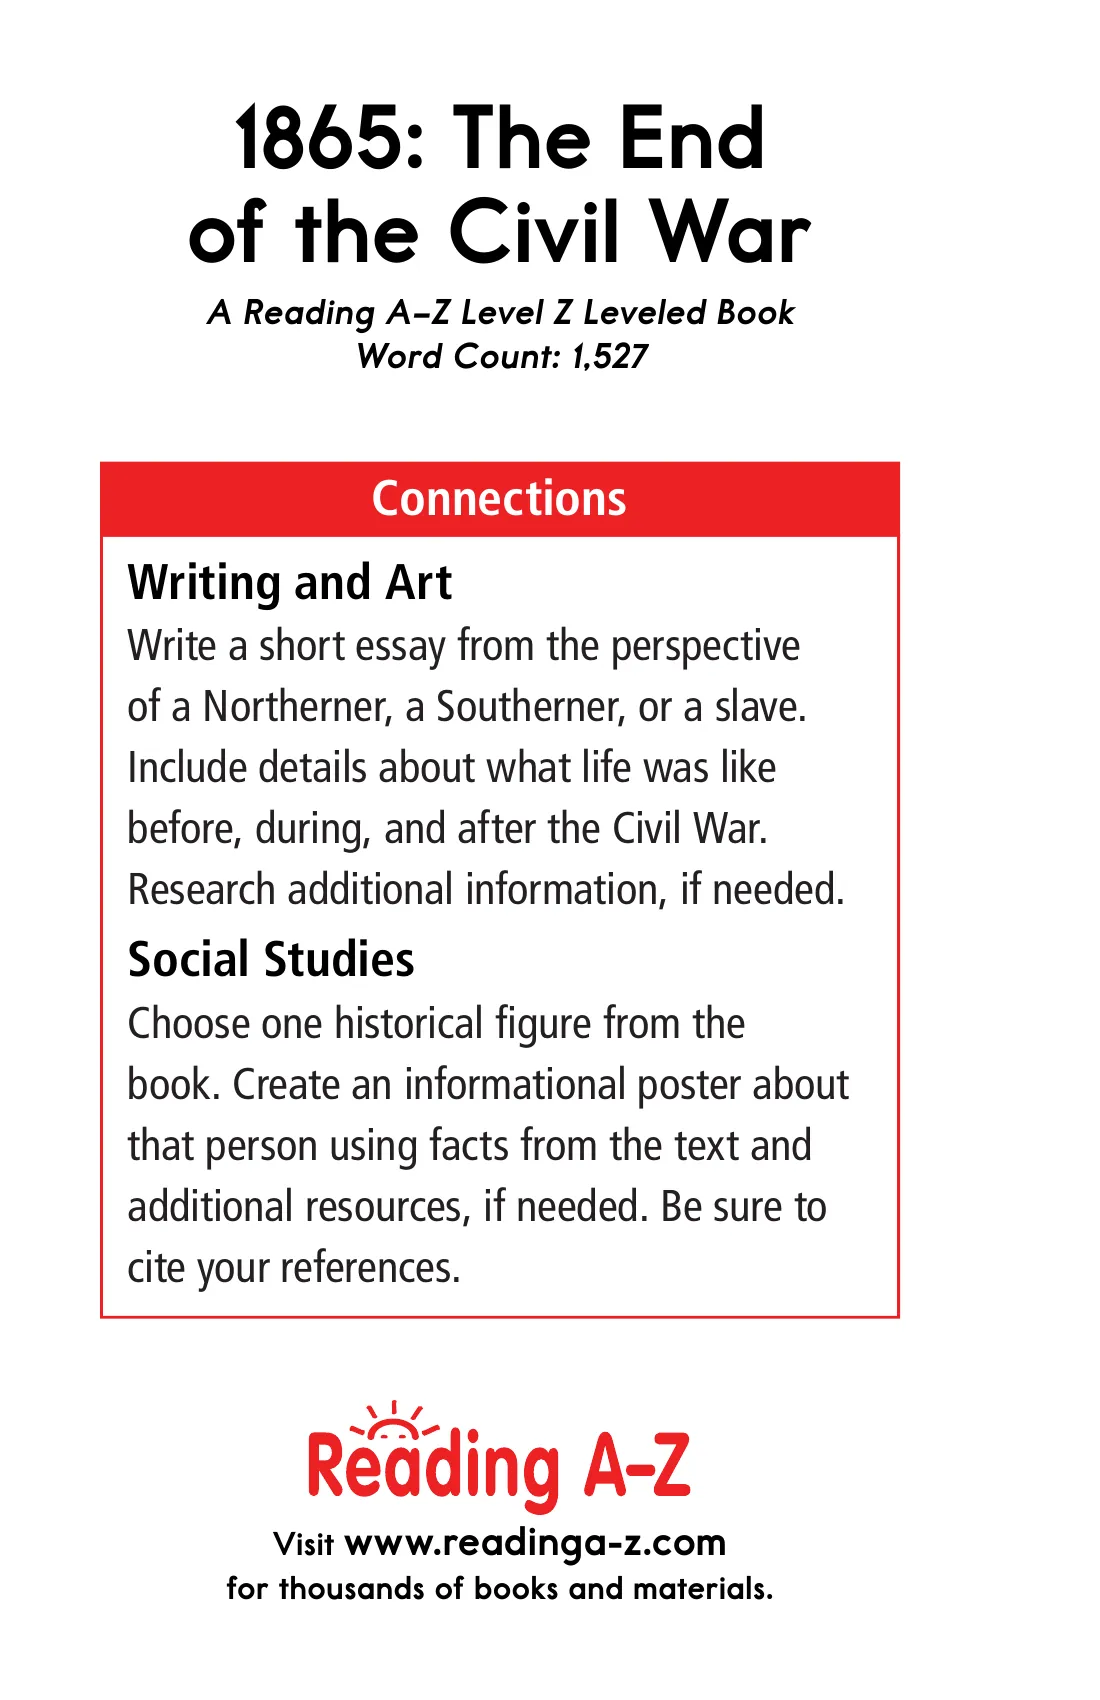 1865: The End
of the Civil War
A Reading A–Z Level Z Leveled Book
Word Count: 1,527
Connections
Writing and Art
Write a short essay from the perspective
of a Northerner, a Southerner, or a slave.
Include details about what life was like
before, during, and after the Civil War.
Research additional information, if needed.
Social Studies
Choose one historical figure from the
book. Create an informational poster about
that person using facts from the text and
additional resources, if needed. Be sure to
cite your references.
Reading A–Z
Visit www.readinga-z.com
for thousands of books and materials.